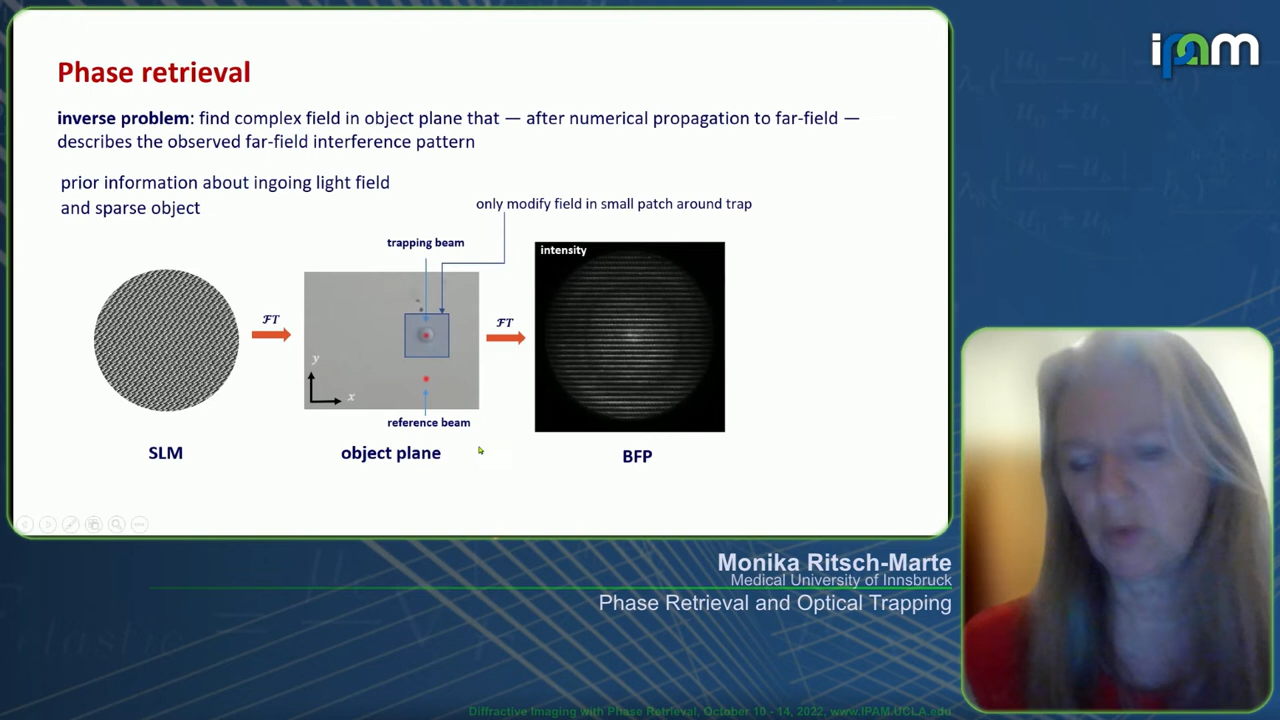 Phase retrieval
inverse problem: find complex field in object plane that — after numerical propagation to far-field —
describes the observed far-field interference pattern
prior information about ingoing light field
and sparse object
only modify field in small patch around trap
trapping beam
intensity
FT
FT
y
x
reference beam
SLM
object plane
BFP
ipam
Monika Ritsch-Marte
Medical University of Innsbruck
Phase Retrieval and Optical Trapping
Diffractive Imaging with Phase Retrieval, October 10 - 14, 2022, www.IPAM.UCLA.edu